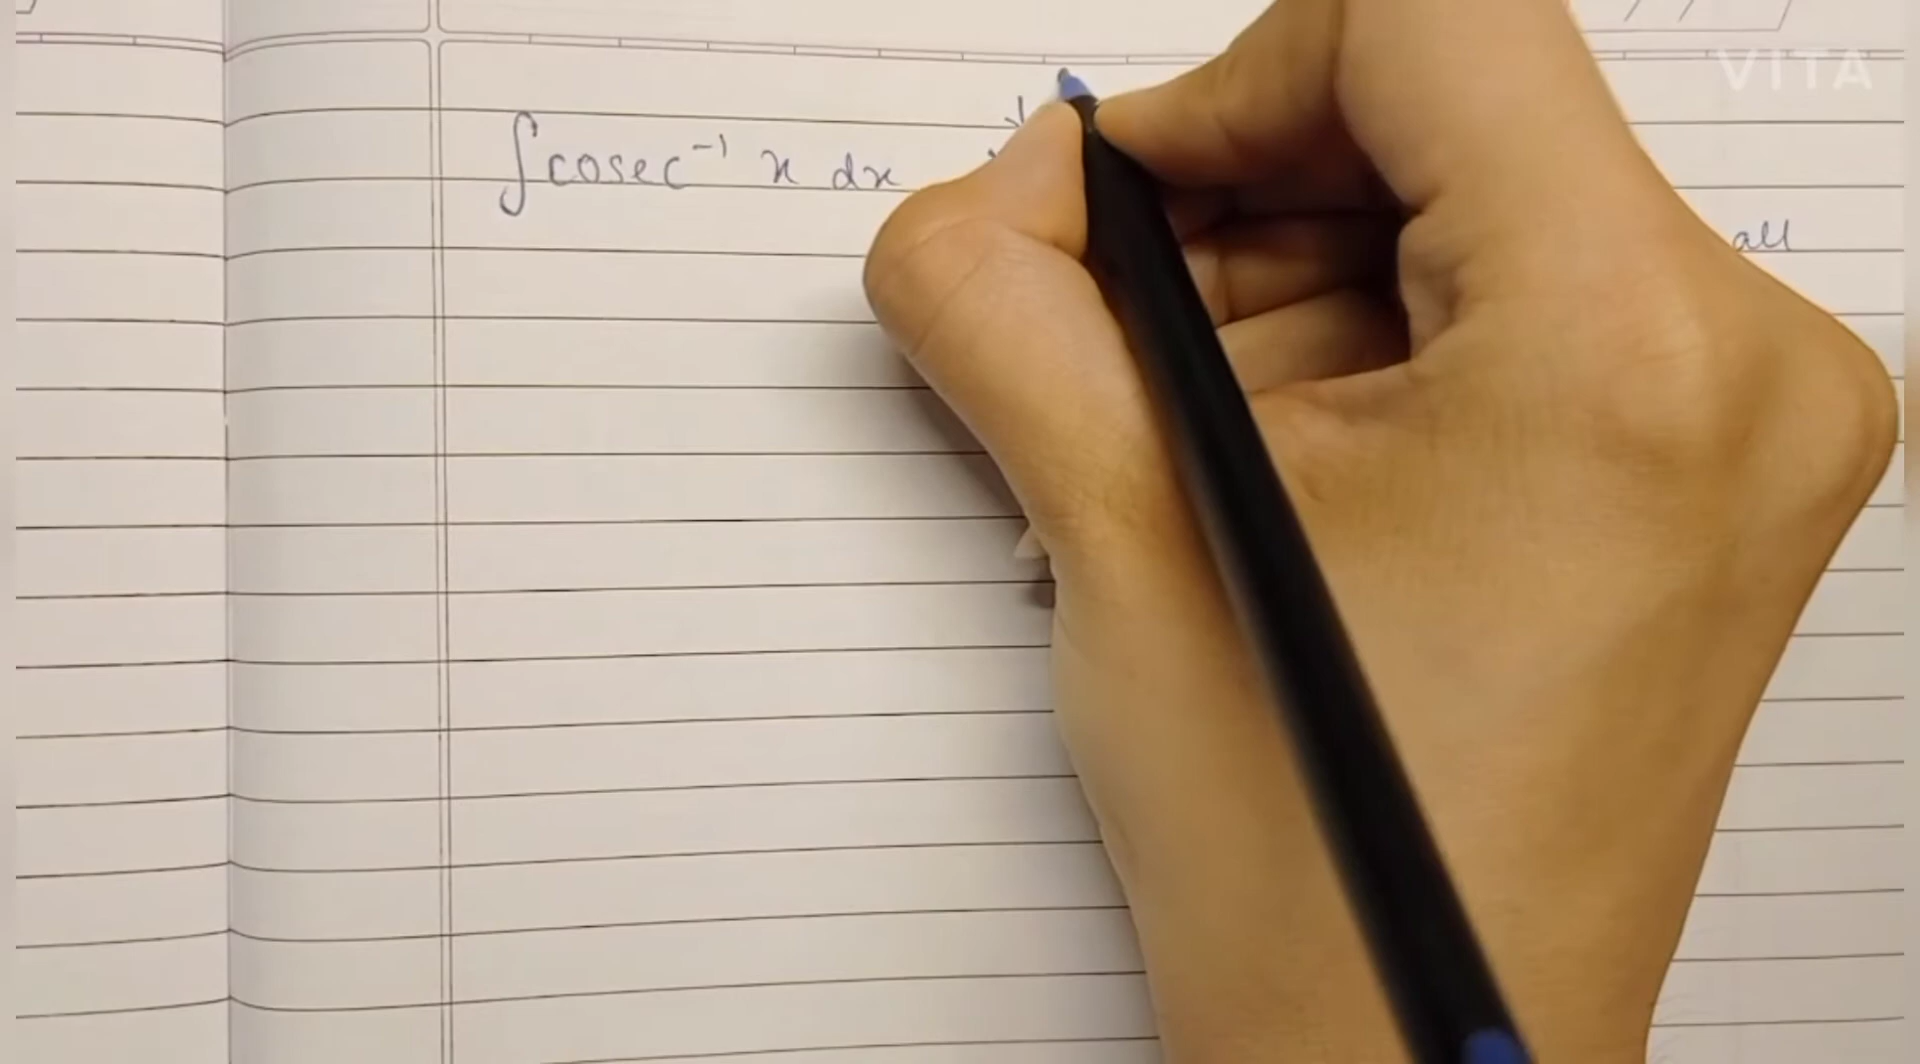 VITA
∫cosec⁻¹ x dx
all